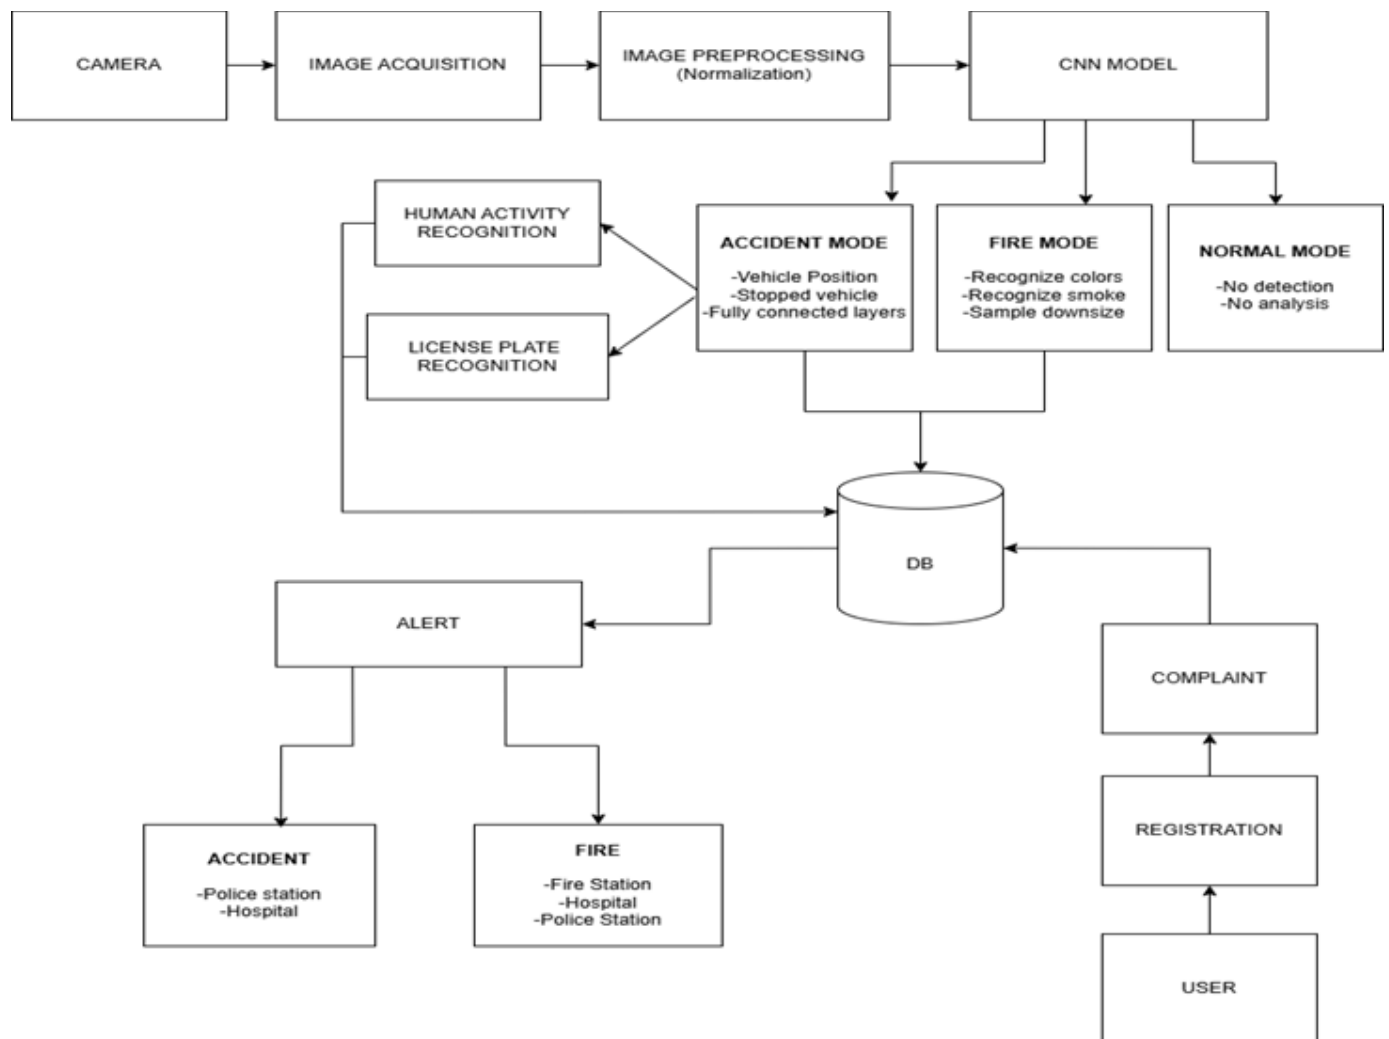 CAMERA
IMAGE ACQUISITION
IMAGE PREPROCESSING
(Normalization)
CNN MODEL
HUMAN ACTIVITY
RECOGNITION
LICENSE PLATE
RECOGNITION
ACCIDENT MODE
-Vehicle Position
-Stopped vehicle
-Fully connected layers
FIRE MODE
-Recognize colors
-Recognize smoke
-Sample downsize
NORMAL MODE
-No detection
-No analysis
DB
ALERT
COMPLAINT
REGISTRATION
USER
ACCIDENT
-Police station
-Hospital
FIRE
-Fire Station
-Hospital
-Police Station